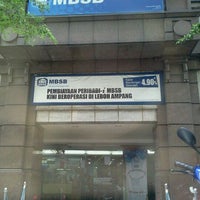 MBSB
MBSB
4.90%
PEMBIAYAAN PERIBADI-i MBSB
KINI BEROPERASI DI LEBOH AMPANG